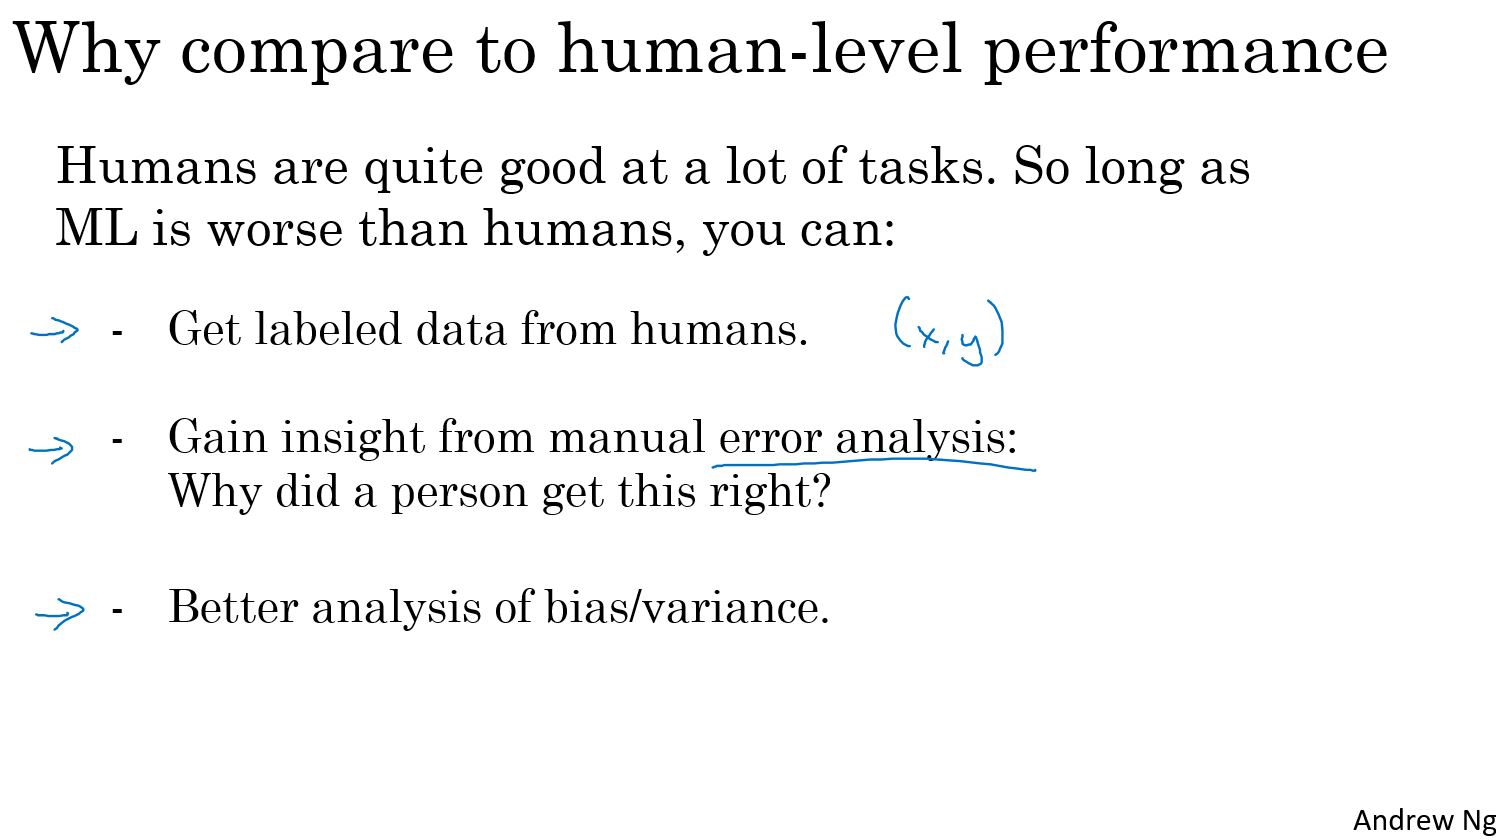 Why compare to human-level performance
Humans are quite good at a lot of tasks. So long as
ML is worse than humans, you can:
→ - Get labeled data from humans. (x,y)
→ - Gain insight from manual error analysis:
Why did a person get this right?
→ - Better analysis of bias/variance.
Andrew Ng